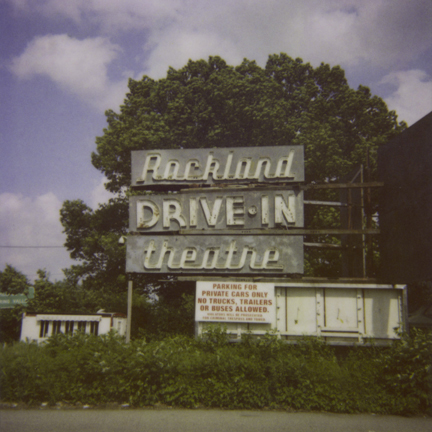 Rockland
DRIVE-IN
theatre
PARKING FOR
PRIVATE CARS ONLY
NO TRUCKS, TRAILERS
OR BUSES ALLOWED.